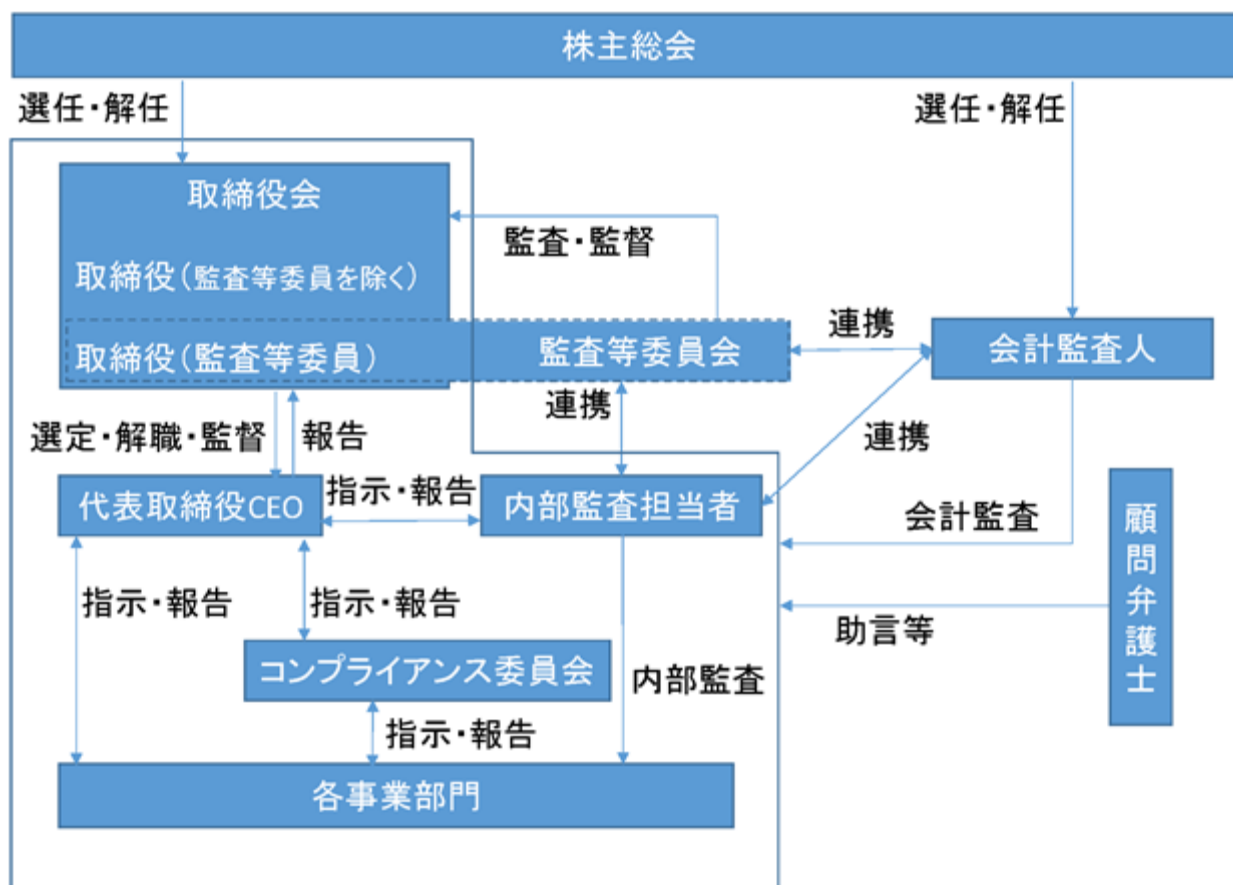 株主総会
選任・解任
選任・解任
取締役会
監査・監督
取締役(監査等委員を除く)
取締役(監査等委員)
監査等委員会
連携
会計監査人
連携
連携
選定・解職・監督
報告
代表取締役CEO
指示・報告
内部監査担当者
会計監査
顧問弁護士
指示・報告
指示・報告
助言等
コンプライアンス委員会
内部監査
指示・報告
各事業部門